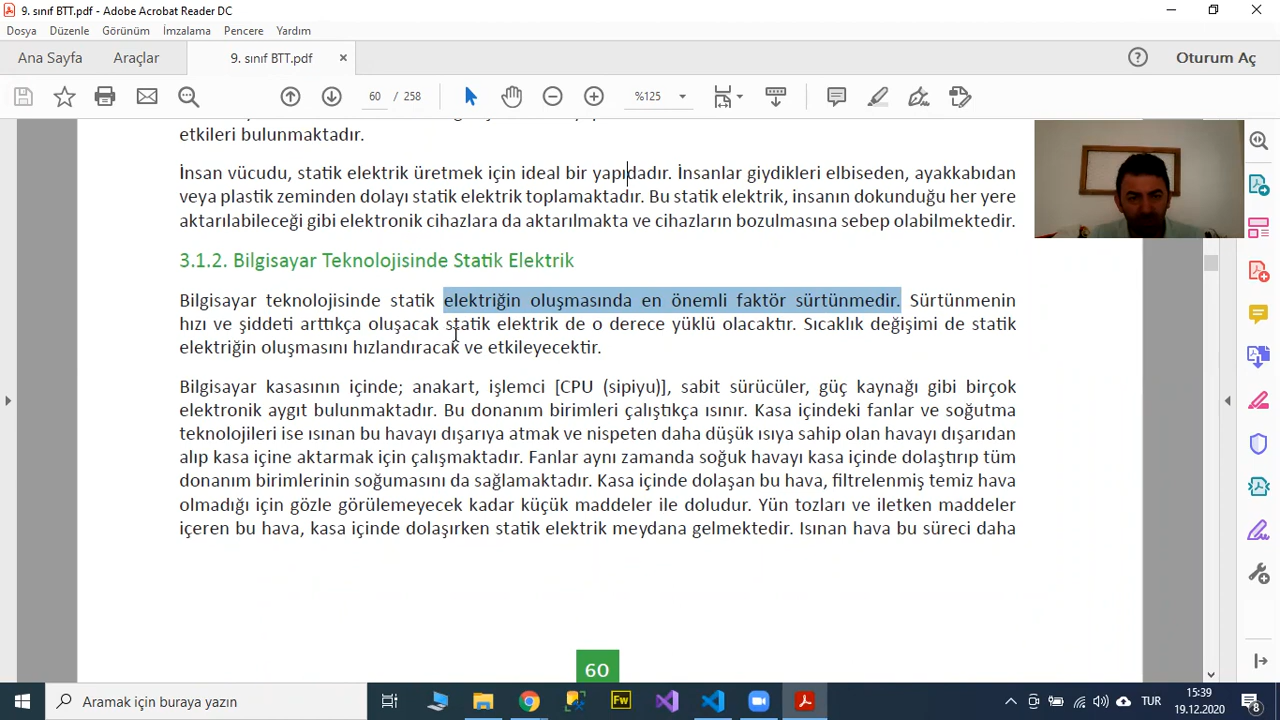 9. sınıf BTT.pdf - Adobe Acrobat Reader DC
Dosya Düzenle Görünüm İmzalama Pencere Yardım
Ana Sayfa Araçlar 9. sınıf BTT.pdf × Oturum Aç
60 / 258 %125
etkileri bulunmaktadır.
İnsan vücudu, statik elektrik üretmek için ideal bir yapıdadır. İnsanlar giydikleri elbiseden, ayakkabıdan
veya plastik zeminden dolayı statik elektrik toplamaktadır. Bu statik elektrik, insanın dokunduğu her yere
aktarılabileceği gibi elektronik cihazlara da aktarılmakta ve cihazların bozulmasına sebep olabilmektedir.
3.1.2. Bilgisayar Teknolojisinde Statik Elektrik
Bilgisayar teknolojisinde statik elektriğin oluşmasında en önemli faktör sürtünmedir. Sürtünmenin
hızı ve şiddeti arttıkça oluşacak statik elektrik de o derece yüklü olacaktır. Sıcaklık değişimi de statik
elektriğin oluşmasını hızlandıracak ve etkileyecektir.
Bilgisayar kasasının içinde; anakart, işlemci [CPU (sipiyu)], sabit sürücüler, güç kaynağı gibi birçok
elektronik aygıt bulunmaktadır. Bu donanım birimleri çalıştıkça ısınır. Kasa içindeki fanlar ve soğutma
teknolojileri ise ısınan bu havayı dışarıya atmak ve nispeten daha düşük ısıya sahip olan havayı dışarıdan
alıp kasa içine aktarmak için çalışmaktadır. Fanlar aynı zamanda soğuk havayı kasa içinde dolaştırıp tüm
donanım birimlerinin soğumasını da sağlamaktadır. Kasa içinde dolaşan bu hava, filtrelenmiş temiz hava
olmadığı için gözle görülemeyecek kadar küçük maddeler ile doludur. Yün tozları ve iletken maddeler
içeren bu hava, kasa içinde dolaşırken statik elektrik meydana gelmektedir. Isınan hava bu süreci daha
60
Aramak için buraya yazın
Fw
TUR
15:39
19.12.2020
8